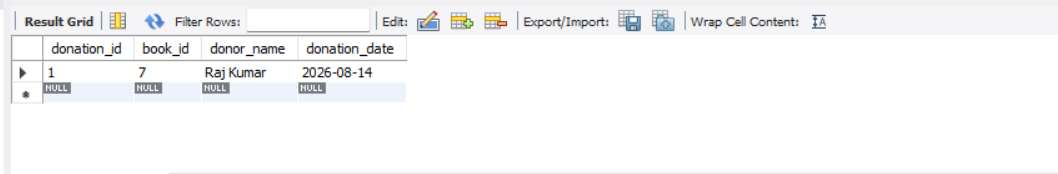 Result Grid Filter Rows: Edit: Export/Import: Wrap Cell Content: IA
donation_id book_id donor_name donation_date
1 7 Raj Kumar 2026-08-14
NULL NULL NULL NULL